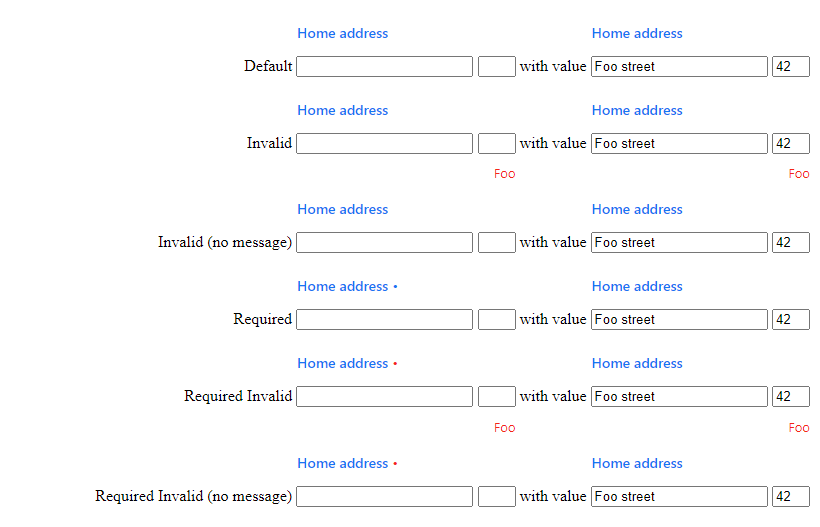 Home address Home address
Default with value Foo street 42
Home address Home address
Invalid with value Foo street 42
Foo Foo
Home address Home address
Invalid (no message) with value Foo street 42
Home address • Home address
Required with value Foo street 42
Home address • Home address
Required Invalid with value Foo street 42
Foo Foo
Home address • Home address
Required Invalid (no message) with value Foo street 42